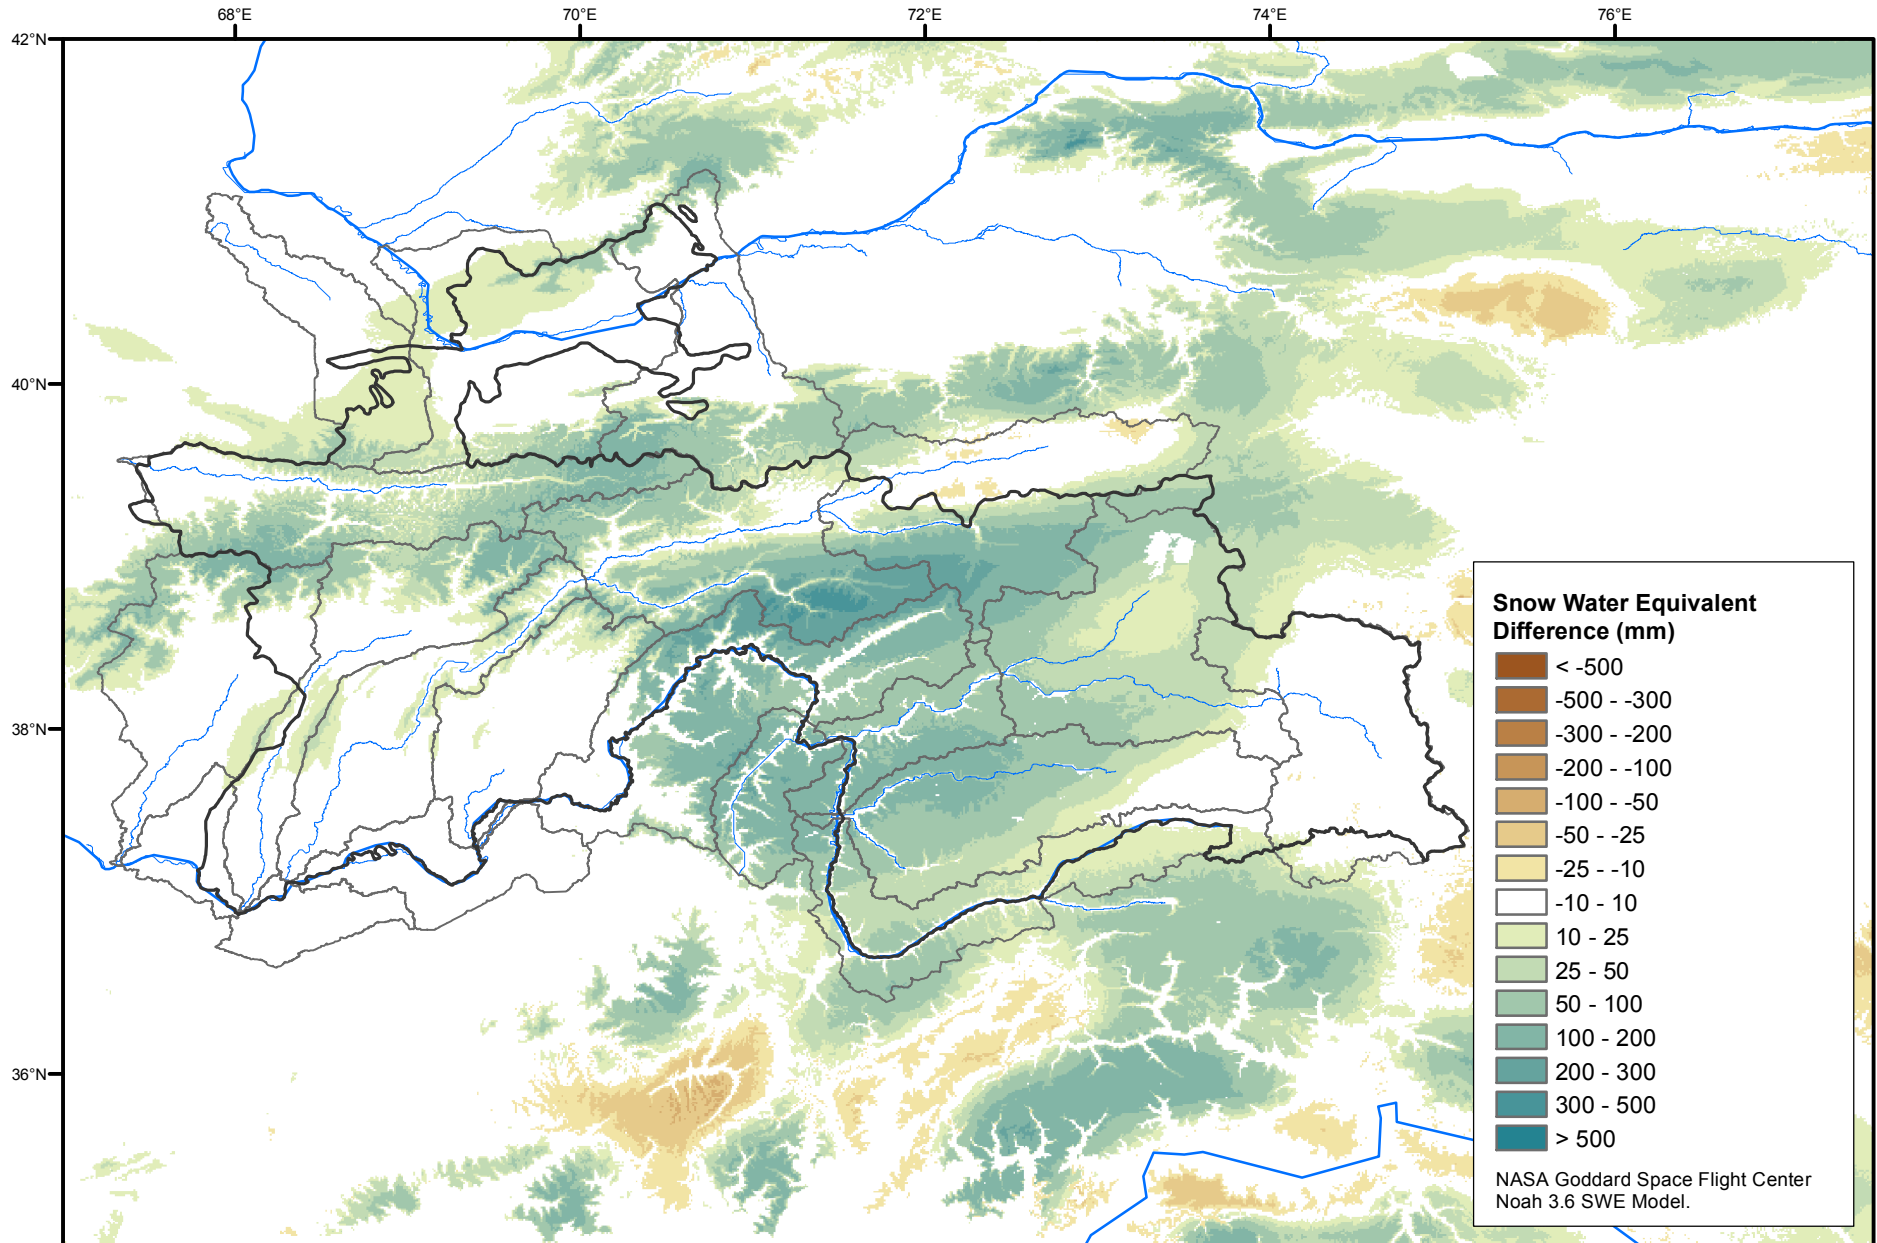 68°E
70°E
72°E
74°E
76°E
42°N
40°N
38°N
36°N
Snow Water Equivalent
Difference (mm)
< -500
-500 - -300
-300 - -200
-200 - -100
-100 - -50
-50 - -25
-25 - -10
-10 - 10
10 - 25
25 - 50
50 - 100
100 - 200
200 - 300
300 - 500
> 500
NASA Goddard Space Flight Center
Noah 3.6 SWE Model.